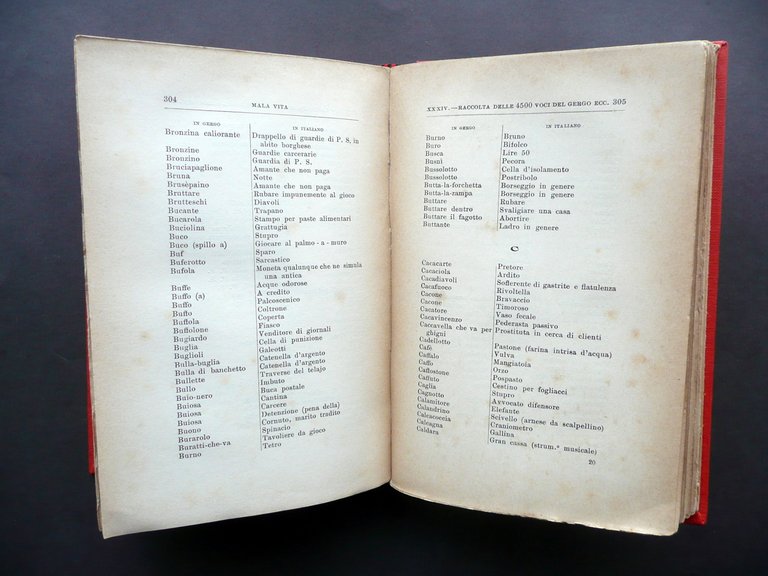 304 MALA VITA
IN GERGO IN ITALIANO
Bronzina caliorante Drappello di guardie di P. S. in
abito borghese
Bronzine Guardie carcerarie
Bronzino Guardia di P. S.
Bruciapaglione Amante che non paga
Bruna Notte
Brusèpaino Amante che non paga
Bruttare Rubare impunemente al gioco
Brutteschi Diavoli
Bucante Trapano
Bucarola Stampo per paste alimentari
Buciolina Grattugia
Buco Stupro
Buco (spillo a) Giocare al palmo - a - muro
Buf Sparo
Buferotto Sarcastico
Bufola Moneta qualunque che ne simula
una antica
Buffe Acque odorose
Buffo (a) A credito
Buffo Palcoscenico
Buffo Coltrone
Buffola Coperta
Buffolone Fiasco
Bugiardo Venditore di giornali
Buglia Cella di punizione
Buglioli Galeotti
Bulla-buglia Catenella d'argento
Bulla di banchetto Catenella d'argento
Bullette Traverse del telajo
Bullo Imbuto
Buio-nero Buca postale
Buiosa Cantina
Buiosa Carcere
Buiosa Detenzione (pena della)
Buono Cornuto, marito tradito
Burarolo Spinacio
Buratti-che-va Tavoliere da gioco
Burno Tetro
XXXIV. — RACCOLTA DELLE 4500 VOCI DEL GERGO ECC. 305
IN GERGO IN ITALIANO
Burno Bruno
Buro Bifolco
Busca Lire 50
Busni Pecora
Bussolotto Cella d'isolamento
Bussolotto Postribolo
Butta-la-forchetta Borseggio in genere
Butta-la-rampa Borseggio in genere
Buttare Rubare
Buttare dentro Svaligiare una casa
Buttare il fagotto Abortire
Buttante Ladro in genere
C
Cacacarte Pretore
Cacaciola Ardito
Cacadiavoli Sofferente di gastrite e flatulenza
Cacafuoco Rivoltella
Cacone Bravaccio
Cacone Timoroso
Cacatore Vaso fecale
Cacavincenzo Pederasta passivo
Caccavella che va per Prostituta in cerca di clienti
ghigni
Cadellotto Pastone (farina intrisa d'acqua)
Cafè Vulva
Caffalo Mangiatoia
Caffo Orzo
Caffostone Pospasto
Caffuto Cestino per fogliacci
Caglia Stupro
Cagnotto Avvocato difensore
Calamitore Elefante
Calandrino Scivello (arnese da scalpellino)
Calcacoccia Craniometro
Calcagna Gallina
Caldara Gran cassa (strum.º musicale)
20